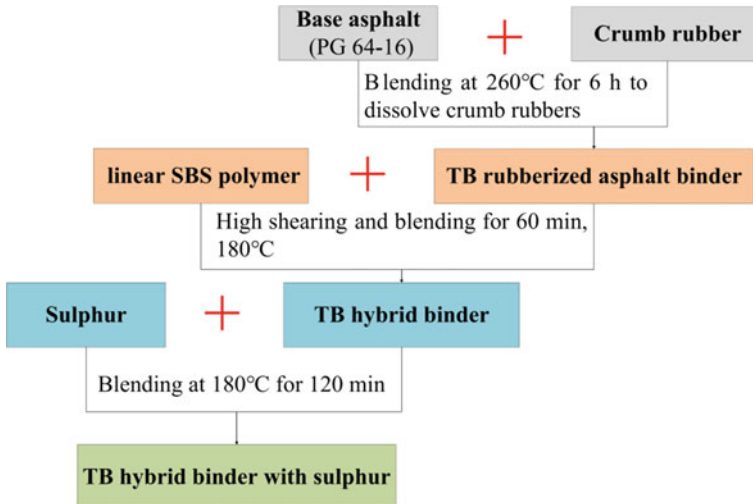 Base asphalt
(PG 64-16)
+
Crumb rubber
Blending at 260℃ for 6 h to
dissolve crumb rubbers
linear SBS polymer
+
TB rubberized asphalt binder
High shearing and blending for 60 min,
180℃
Sulphur
+
TB hybrid binder
Blending at 180℃ for 120 min
TB hybrid binder with sulphur